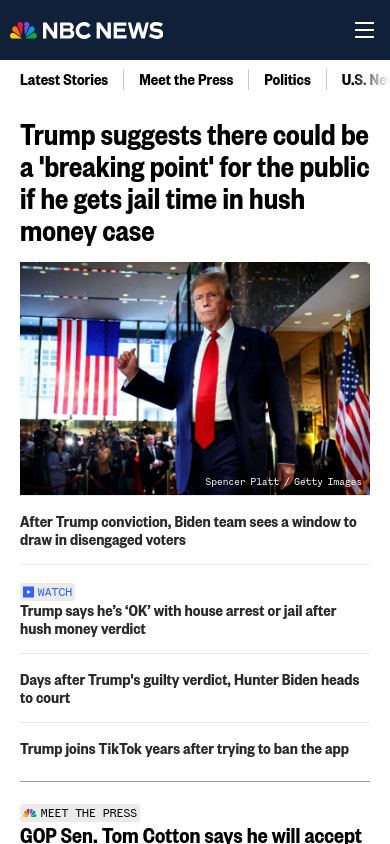 NBC NEWS
Latest Stories
Meet the Press
Politics
U.S. Ne
Trump suggests there could be
a 'breaking point' for the public
if he gets jail time in hush
money case
Spencer Platt / Getty Images
After Trump conviction, Biden team sees a window to
draw in disengaged voters
WATCH
Trump says he’s ‘OK’ with house arrest or jail after
hush money verdict
Days after Trump's guilty verdict, Hunter Biden heads
to court
Trump joins TikTok years after trying to ban the app
MEET THE PRESS
GOP Sen. Tom Cotton says he will accept